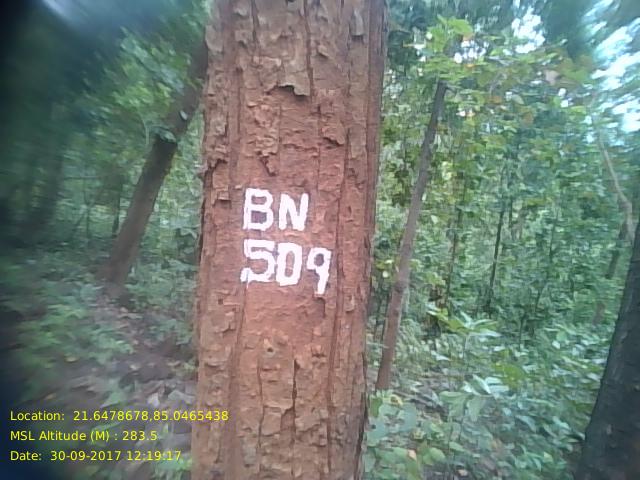 BN
509
Location: 21.6478678,85.0465438
MSL Altitude (M) : 283.5
Date: 30-09-2017 12:19:17